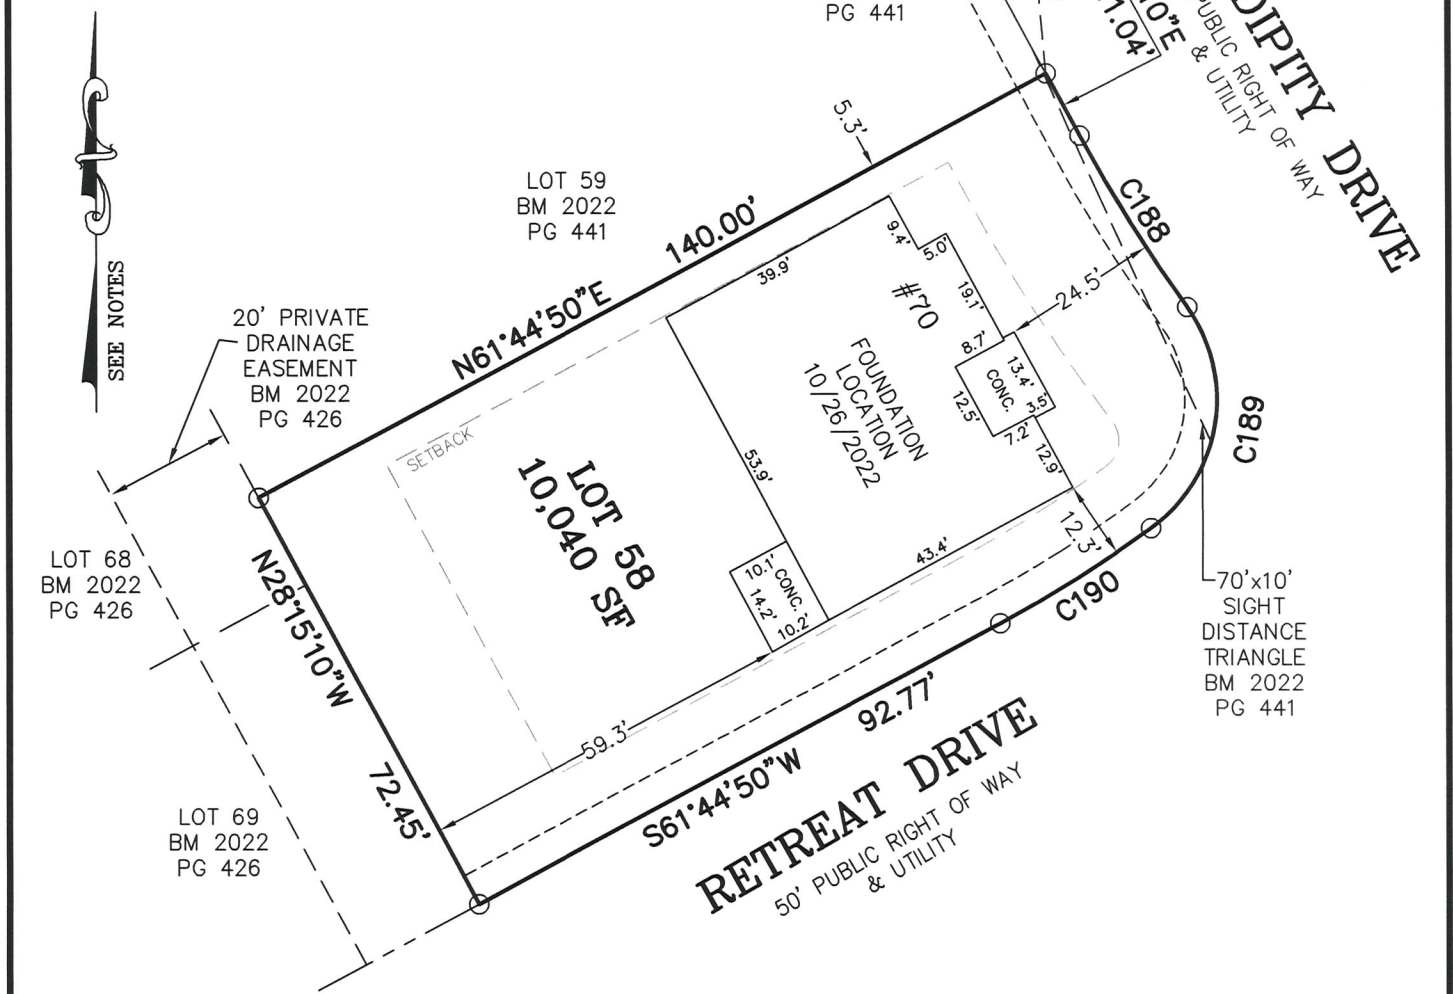 PG 441
10"E
1.04'
DIPITY DRIVE
PUBLIC RIGHT OF WAY
& UTILITY
5.3'
LOT 59
BM 2022
PG 441
140.00'
N61°44'50"E
SEE NOTES
20' PRIVATE
DRAINAGE
EASEMENT
BM 2022
PG 426
SETBACK
39.9'
9.4'
5.0'
19.1'
#70
FOUNDATION
LOCATION
10/26/2022
8.7'
13.4'
CONC.
3.5'
12.5'
7.2'
12.9'
24.5'
C188
C189
53.9'
LOT 58
10,040 SF
10.1'
CONC.
14.2'
10.2'
43.4'
12.3'
C190
LOT 68
BM 2022
PG 426
N28°15'10"W
72.45'
59.3'
70'x10'
SIGHT
DISTANCE
TRIANGLE
BM 2022
PG 441
92.77'
S61°44'50"W
RETREAT DRIVE
50' PUBLIC RIGHT OF WAY
& UTILITY
LOT 69
BM 2022
PG 426